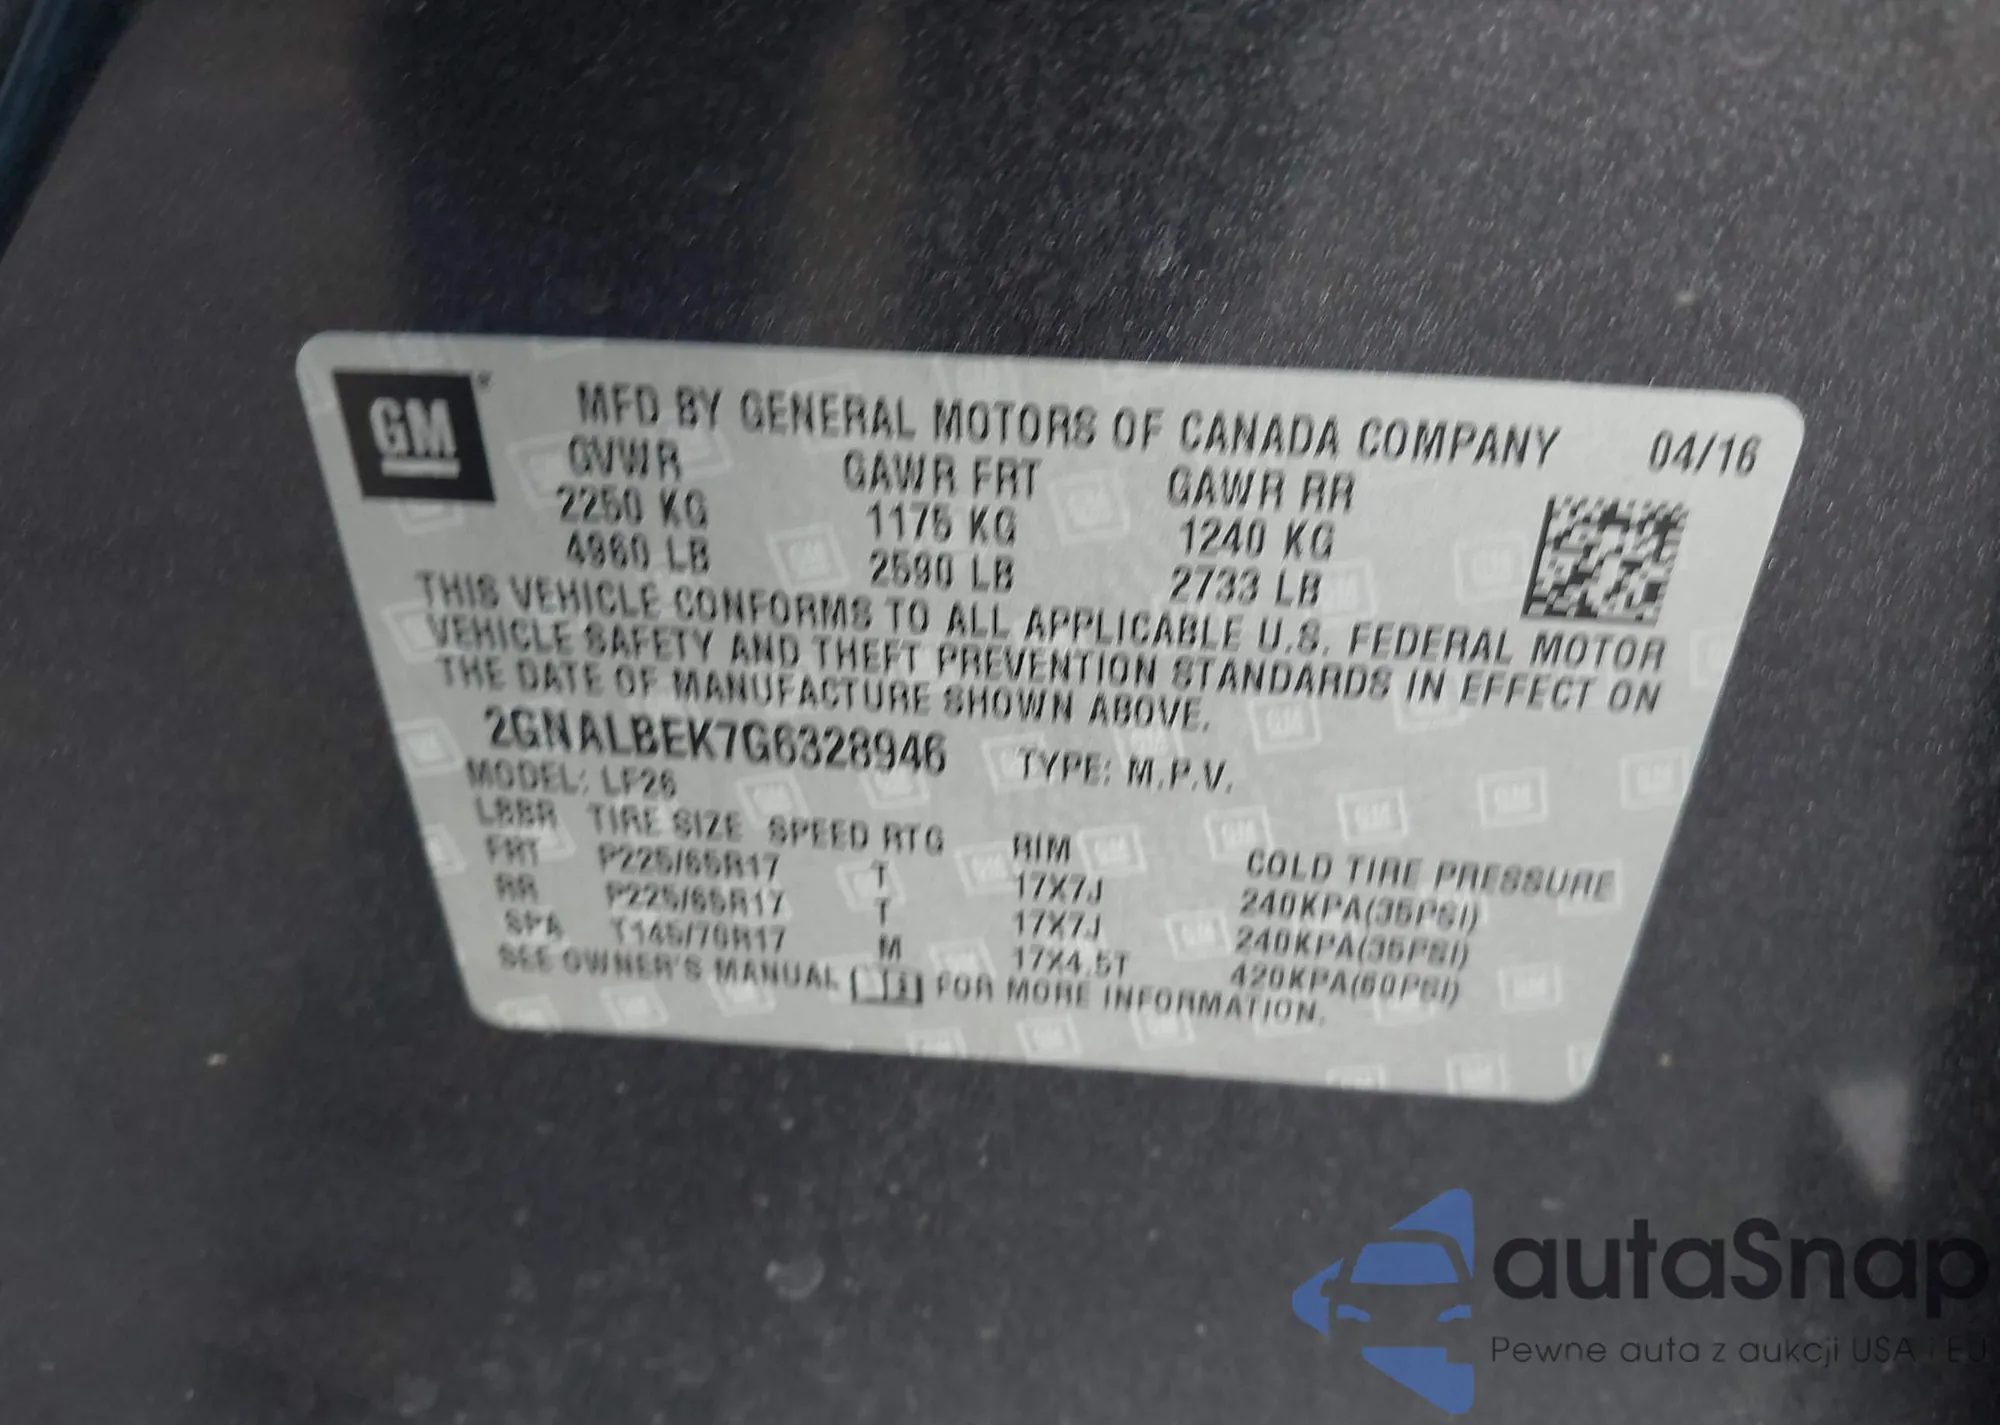 GM
MFD BY GENERAL MOTORS OF CANADA COMPANY 04/16
GVWR GAWR FRT GAWR RR
2250 KG 1175 KG 1240 KG
4960 LB 2590 LB 2733 LB
THIS VEHICLE CONFORMS TO ALL APPLICABLE U.S. FEDERAL MOTOR
VEHICLE SAFETY AND THEFT PREVENTION STANDARDS IN EFFECT ON
THE DATE OF MANUFACTURE SHOWN ABOVE.
2GNALBEK7G6328946 TYPE: M.P.V.
MODEL: LF26
LBBR TIRE SIZE SPEED RTG RIM COLD TIRE PRESSURE
FRT P225/65R17 T 17X7J 240KPA(35PSI)
RR P225/65R17 T 17X7J 240KPA(35PSI)
SPA T145/70R17 M 17X4.5T 420KPA(60PSI)
SEE OWNER'S MANUAL FOR MORE INFORMATION.
autaSnap
Pewne auta z aukcji USA i EU